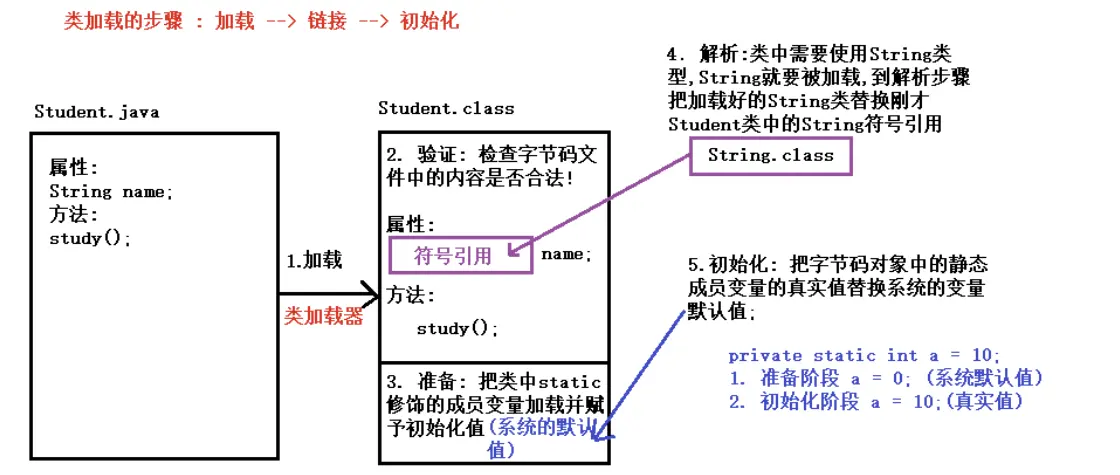 类加载的步骤 : 加载 --> 链接 --> 初始化
Student.java
属性:
String name;
方法:
study();
1.加载
类加载器
Student.class
2. 验证: 检查字节码文
件中的内容是否合法!
属性:
符号引用 name;
方法:
study();
3. 准备: 把类中static
修饰的成员变量加载并赋
予初始化值(系统的默认
值)
4. 解析:类中需要使用String类
型,String就要被加载,到解析步骤
把加载好的String类替换刚才
Student类中的String符号引用
String.class
5.初始化: 把字节码对象中的静态
成员变量的真实值替换系统的变量
默认值;
private static int a = 10;
1. 准备阶段 a = 0; (系统默认值)
2. 初始化阶段 a = 10;(真实值)